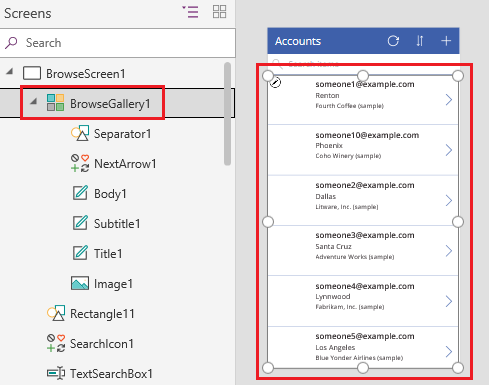 Screens
Search
BrowseScreen1
BrowseGallery1
Separator1
NextArrow1
Body1
Subtitle1
Title1
Image1
Rectangle11
SearchIcon1
TextSearchBox1
Accounts
Search items
someone1@example.com
Renton
Fourth Coffee (sample)
someone10@example.com
Phoenix
Coho Winery (sample)
someone2@example.com
Dallas
Litware, Inc. (sample)
someone3@example.com
Santa Cruz
Adventure Works (sample)
someone4@example.com
Lynnwood
Fabrikam, Inc. (sample)
someone5@example.com
Los Angeles
Blue Yonder Airlines (sample)